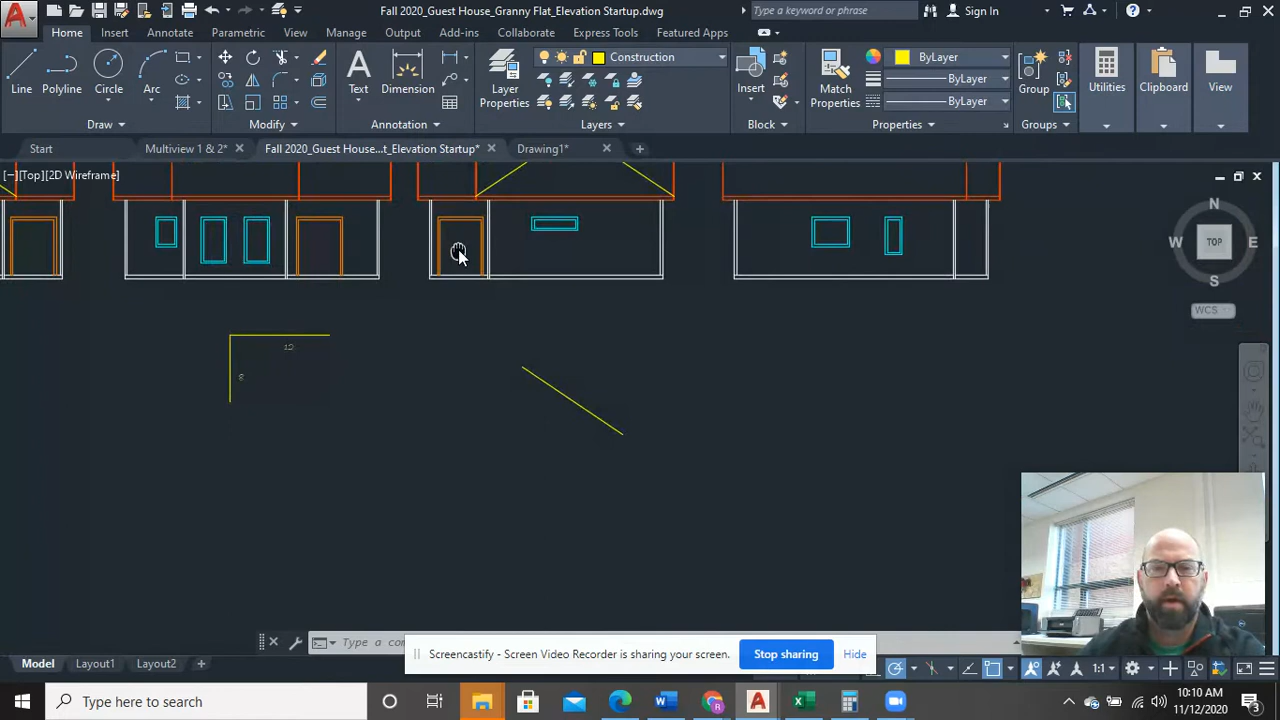 Fall 2020_Guest House_Granny Flat_Elevation Startup.dwg
Type a keyword or phrase
Sign In
Home
Insert
Annotate
Parametric
View
Manage
Output
Add-ins
Collaborate
Express Tools
Featured Apps
Construction
ByLayer
ByLayer
ByLayer
Line
Polyline
Circle
Arc
Text
Dimension
Layer Properties
Insert
Match Properties
Group
Utilities
Clipboard
View
Draw
Modify
Annotation
Layers
Block
Properties
Groups
Start
Multiview 1 & 2*
Fall 2020_Guest House...t_Elevation Startup*
Drawing1*
[−][Top][2D Wireframe]
N
W
TOP
E
S
WCS
12
8
Type a com
Screencastify - Screen Video Recorder is sharing your screen.
Stop sharing
Hide
Model
Layout1
Layout2
1:1
Type here to search
10:10 AM
11/12/2020
3